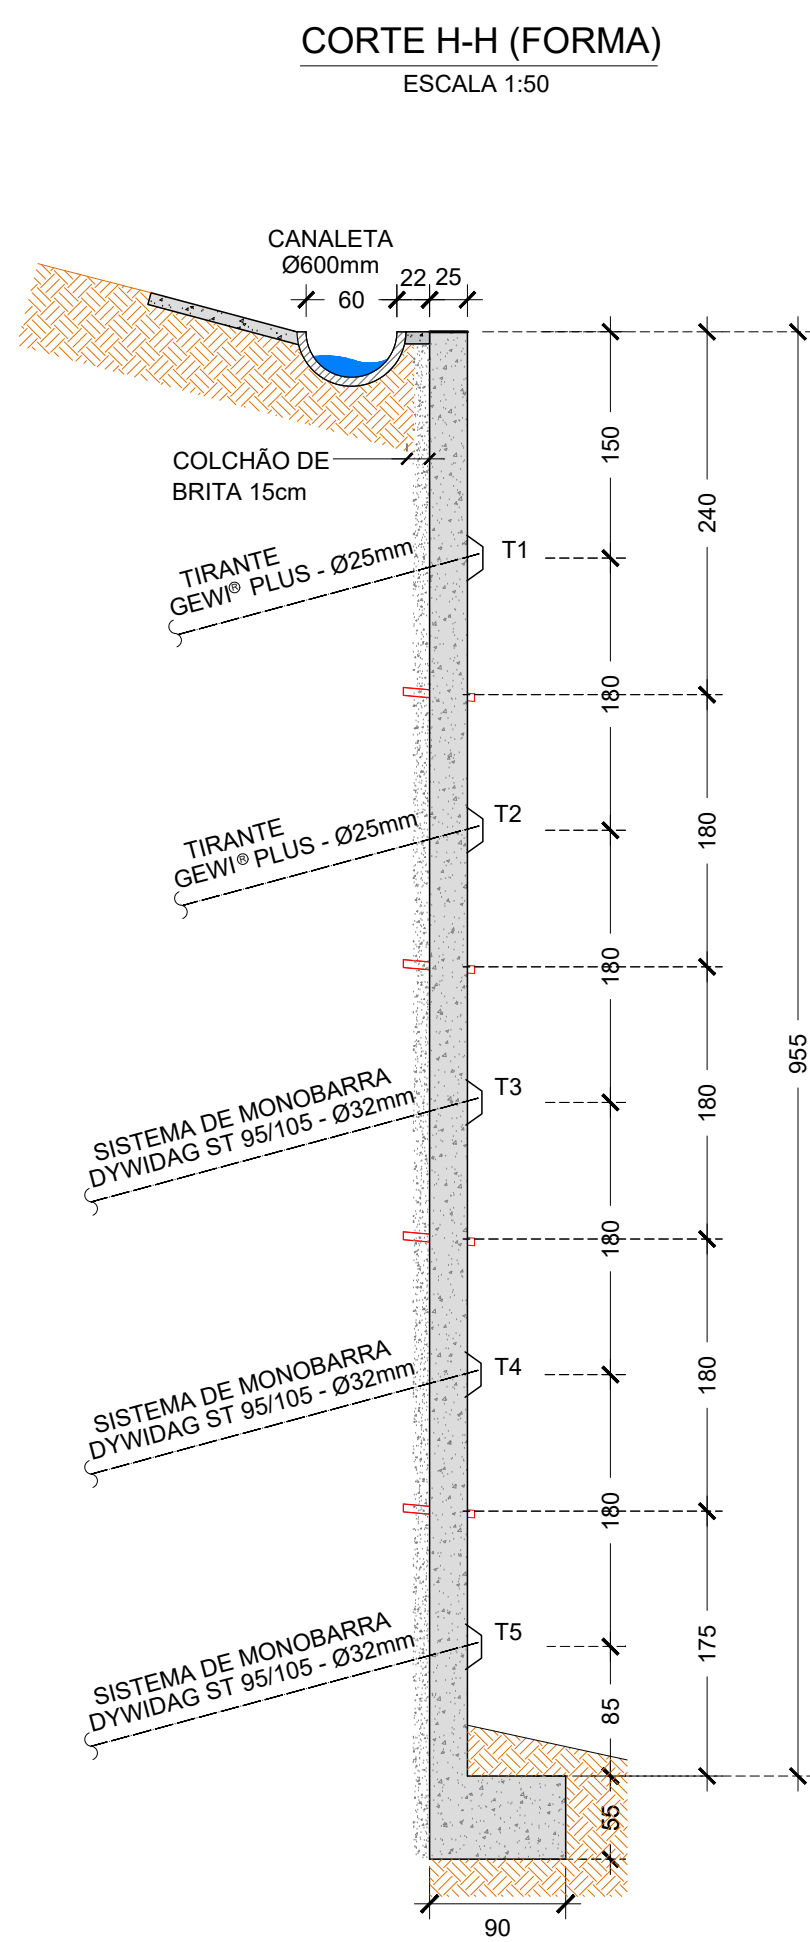 CORTE H-H (FORMA)
ESCALA 1:50
CANALETA
Ø600mm
60
22
25
COLCHÃO DE
BRITA 15cm
150
240
TIRANTE
GEWI® PLUS - Ø25mm
T1
180
TIRANTE
GEWI® PLUS - Ø25mm
T2
180
180
955
SISTEMA DE MONOBARRA
DYWIDAG ST 95/105 - Ø32mm
T3
180
180
SISTEMA DE MONOBARRA
DYWIDAG ST 95/105 - Ø32mm
T4
180
180
SISTEMA DE MONOBARRA
DYWIDAG ST 95/105 - Ø32mm
T5
175
85
55
90